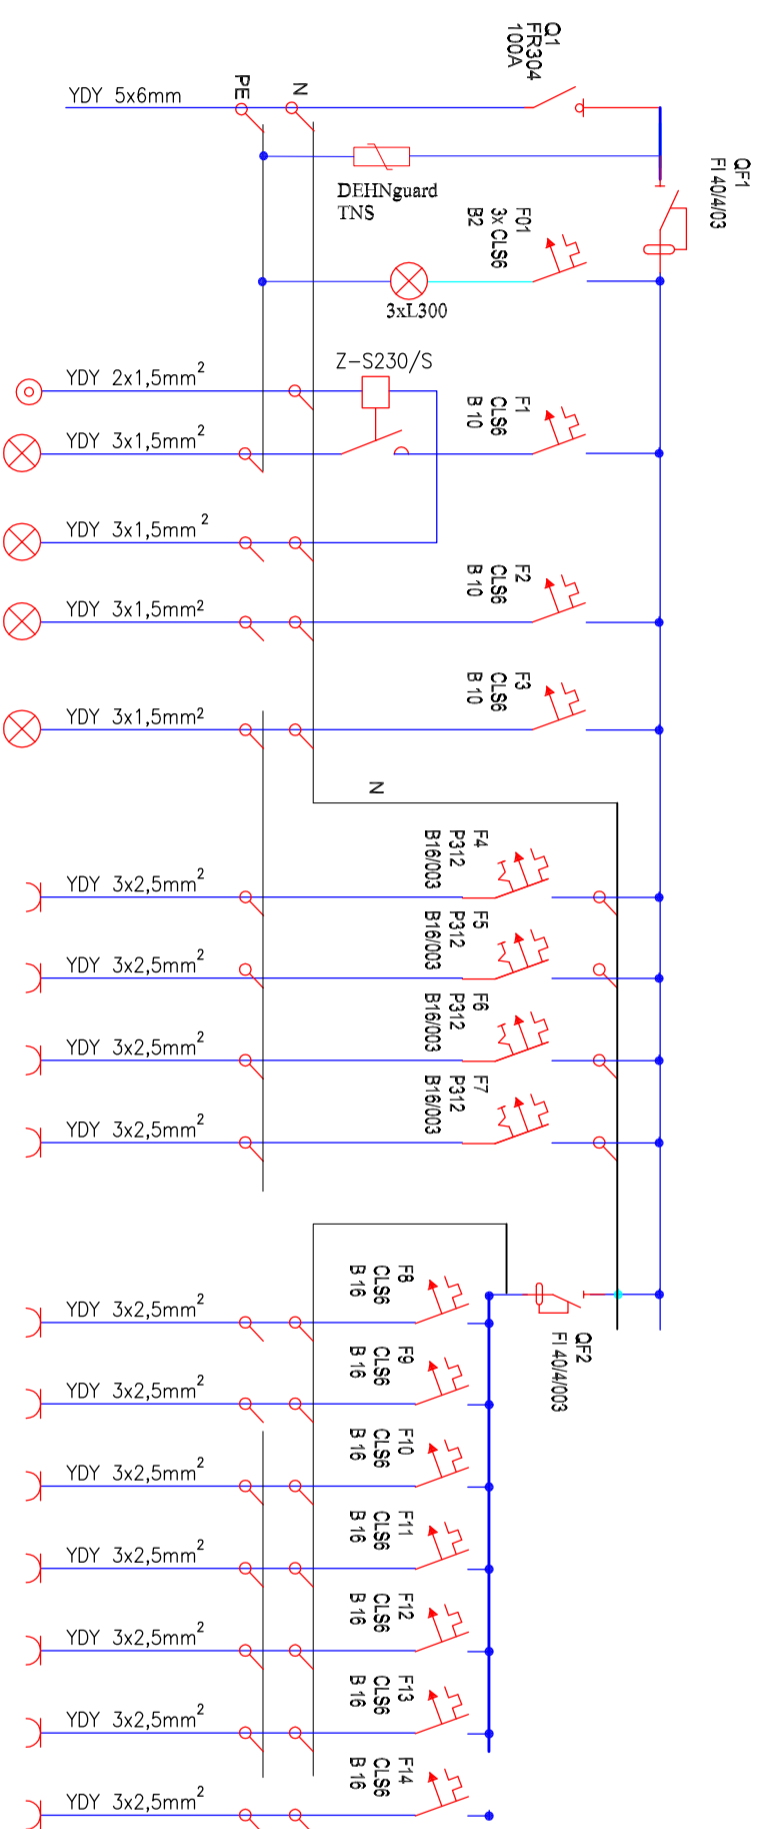 Q1
FR304
100A
QF1
FI 40/4/03
YDY 5x6mm
PE
N
DEHNguard
TNS
F01
3x CLS6
B2
3xL300
Z-S230/S
YDY 2x1,5mm²
F1
CLS6
B 10
YDY 3x1,5mm²
YDY 3x1,5mm²
F2
CLS6
B 10
YDY 3x1,5mm²
F3
CLS6
B 10
YDY 3x1,5mm²
N
F4
P312
B16/003
YDY 3x2,5mm²
F5
P312
B16/003
YDY 3x2,5mm²
F6
P312
B16/003
YDY 3x2,5mm²
F7
P312
B16/003
YDY 3x2,5mm²
QF2
FI 40/4/003
F8
CLS6
B 16
YDY 3x2,5mm²
F9
CLS6
B 16
YDY 3x2,5mm²
F10
CLS6
B 16
YDY 3x2,5mm²
F11
CLS6
B 16
YDY 3x2,5mm²
F12
CLS6
B 16
YDY 3x2,5mm²
F13
CLS6
B 16
YDY 3x2,5mm²
F14
CLS6
B 16
YDY 3x2,5mm²